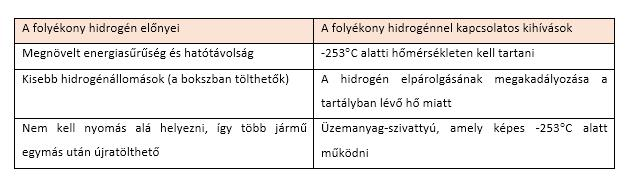 A folyékony hidrogén előnyei
A folyékony hidrogénnel kapcsolatos kihívások
Megnövelt energiasűrűség és hatótávolság
-253°C alatti hőmérsékleten kell tartani
Kisebb hidrogénállomások (a bokszban tölthetők)
A hidrogén elpárolgásának megakadályozása a
tartályban lévő hő miatt
Nem kell nyomás alá helyezni, így több jármű
egymás után újratölthető
Üzemanyag-szivattyú, amely képes -253°C alatt
működni